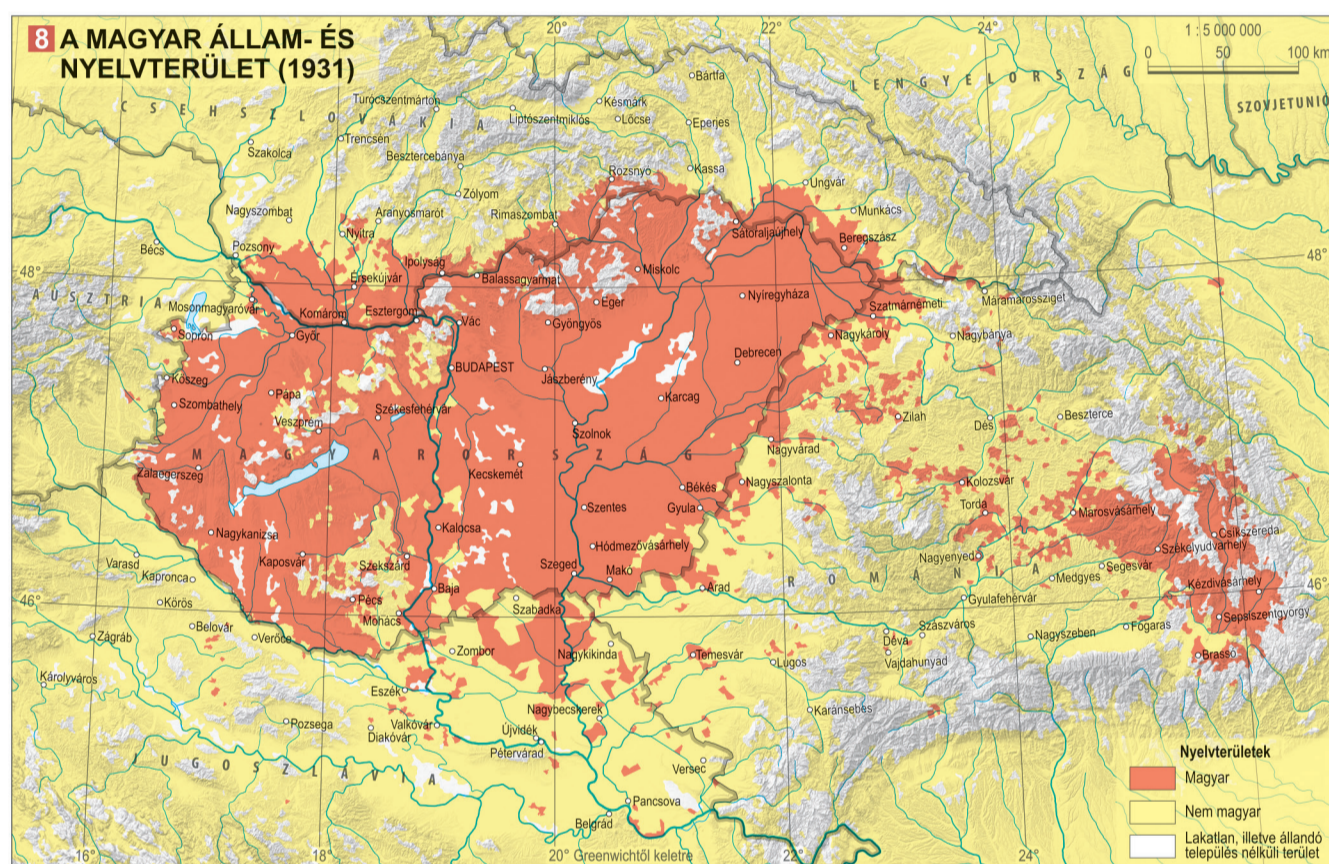 8 A MAGYAR ÁLLAM- ÉS
NYELVTERÜLET (1931)
20°
22°
24°
1 : 5 000 000
0 50 100 km
CSEHSZLOVÁKIA
LENGYELORSZÁG
SZOVJETUNIÓ
Bártfa
Turócszentmárton
Késmárk
Liptószentmiklós
Lőcse
Eperjes
Trencsén
Szakolca
Besztercebánya
Kassa
Rozsnyó
Ungvár
Zólyom
Nagyszombat
Aranyosmarót
Rimaszombat
Munkács
Nyitra
Sátoraljaújhely
Bécs
Pozsony
Beregszász
48°
Ipolyság
Balassagyarmat
Miskolc
48°
Érsekújvár
AUSZTRIA
Mosonmagyaróvár
Eger
Nyíregyháza
Máramarossziget
Komárom
Esztergom
Szatmárnémeti
Sopron
Győr
Vác
Gyöngyös
Nagykároly
Nagybánya
Debrecen
BUDAPEST
Jászberény
Kőszeg
Pápa
Karcag
Szombathely
Székesfehérvár
Veszprém
Zilah
Dés
Beszterce
Szolnok
MAGYARORSZÁG
Nagyvárad
Zalaegerszeg
Kecskemét
Békés
Nagyszalonta
Kolozsvár
Szentes
Gyula
Torda
Marosvásárhely
Nagykanizsa
Kalocsa
Csíkszereda
Hódmezővásárhely
Székelyudvarhely
Varasd
Kaposvár
Szekszárd
Nagyenyed
Segesvár
Kapronca
Szeged
Makó
ROMÁNIA
Medgyes
Kézdivásárhely
Baja
Arad
46°
46°
Körös
Pécs
Szabadka
Gyulafehérvár
Mohács
Sepsiszentgyörgy
Belovár
Fogaras
Zágráb
Verőce
Szászváros
Nagyszeben
Déva
Zombor
Nagykikinda
Temesvár
Lugos
Vajdahunyad
Brassó
Károlyváros
Eszék
Karánsebes
Nagybecskerek
Pozsega
Valkóvár
Diakóvár
Újvidék
Pétervárad
JUGOSZLÁVIA
Versec
Pancsova
Belgrád
Nyelvterületek
Magyar
Nem magyar
Lakatlan, illetve állandó
település nélküli terület
16°
18°
20° Greenwichtől keletre
22°
24°